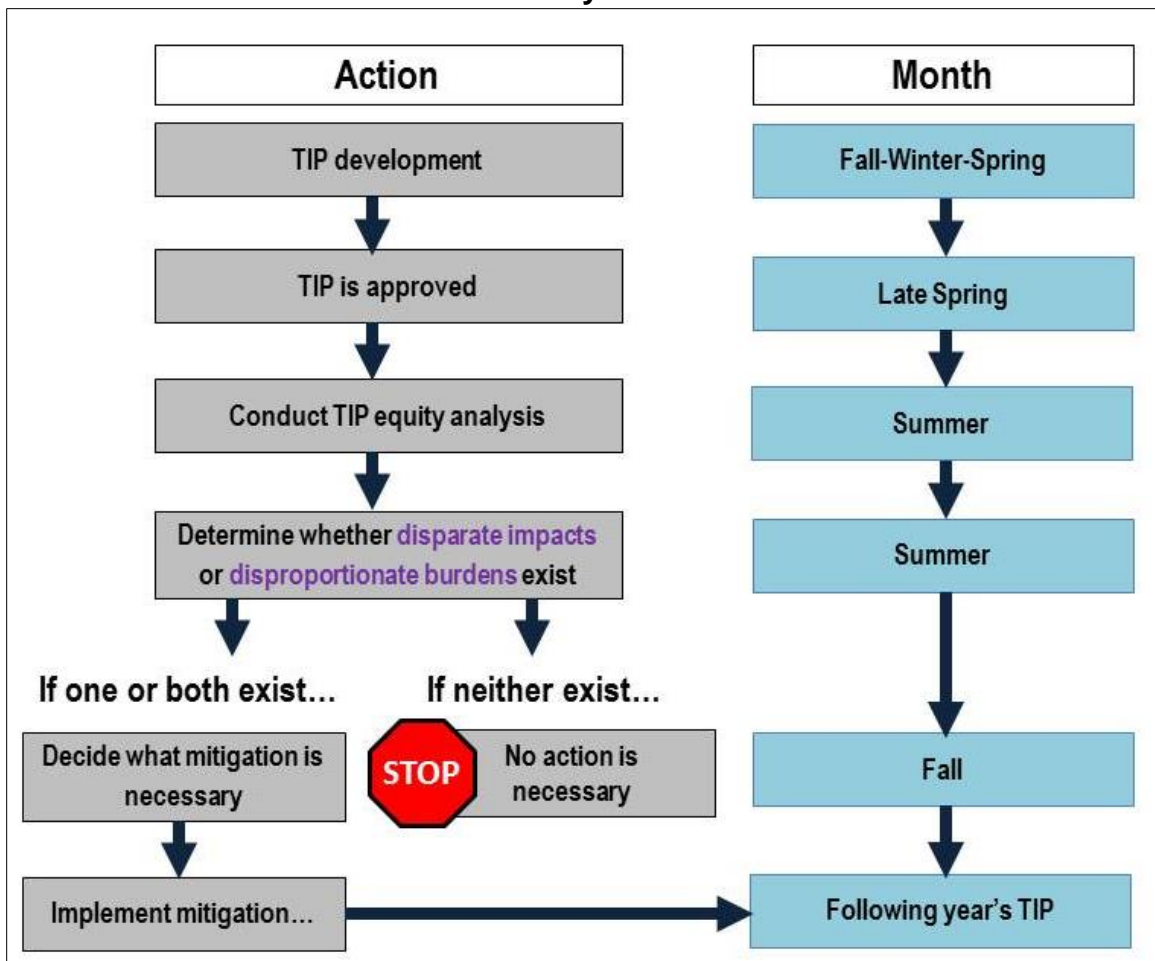 Action
Month
TIP development
Fall-Winter-Spring
TIP is approved
Late Spring
Conduct TIP equity analysis
Summer
Determine whether disparate impacts
or disproportionate burdens exist
Summer
If one or both exist…
If neither exist…
Decide what mitigation is
necessary
STOP
No action is
necessary
Fall
Implement mitigation…
Following year’s TIP